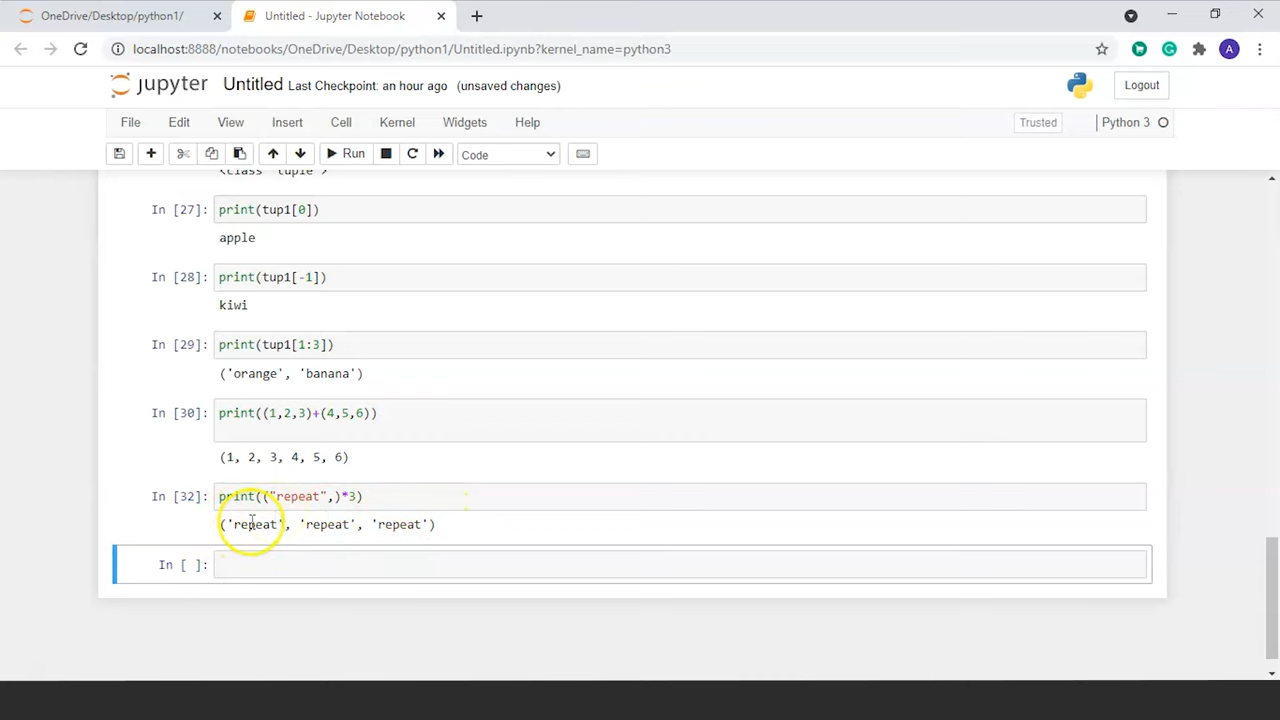 OneDrive/Desktop/python1/
Untitled - Jupyter Notebook
localhost:8888/notebooks/OneDrive/Desktop/python1/Untitled.ipynb?kernel_name=python3
A
jupyter Untitled Last Checkpoint: an hour ago (unsaved changes)
Logout
File Edit View Insert Cell Kernel Widgets Help
Trusted
Python 3
Run
Code
<class 'tuple'>
In [27]: print(tup1[0])
apple
In [28]: print(tup1[-1])
kiwi
In [29]: print(tup1[1:3])
('orange', 'banana')
In [30]: print((1,2,3)+(4,5,6))
(1, 2, 3, 4, 5, 6)
In [32]: print(("repeat",)*3)
('repeat', 'repeat', 'repeat')
In [ ]: